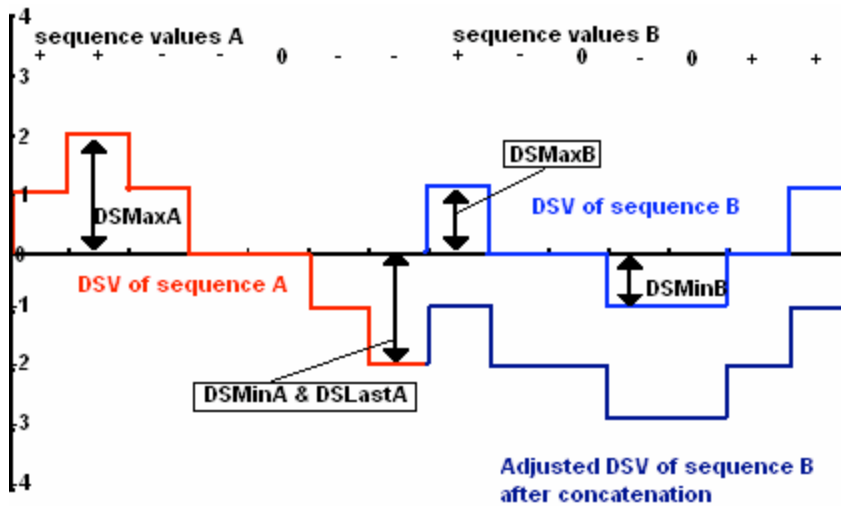 4
sequence values A
sequence values B
+ + - - 0 - - + - 0 - 0 + +
3
2
DSMaxB
1
DSMaxA
DSV of sequence B
0
DSV of sequence A
DSMinB
-1
-2
DSMinA & DSLastA
-3
Adjusted DSV of sequence B
after concatenation
-4